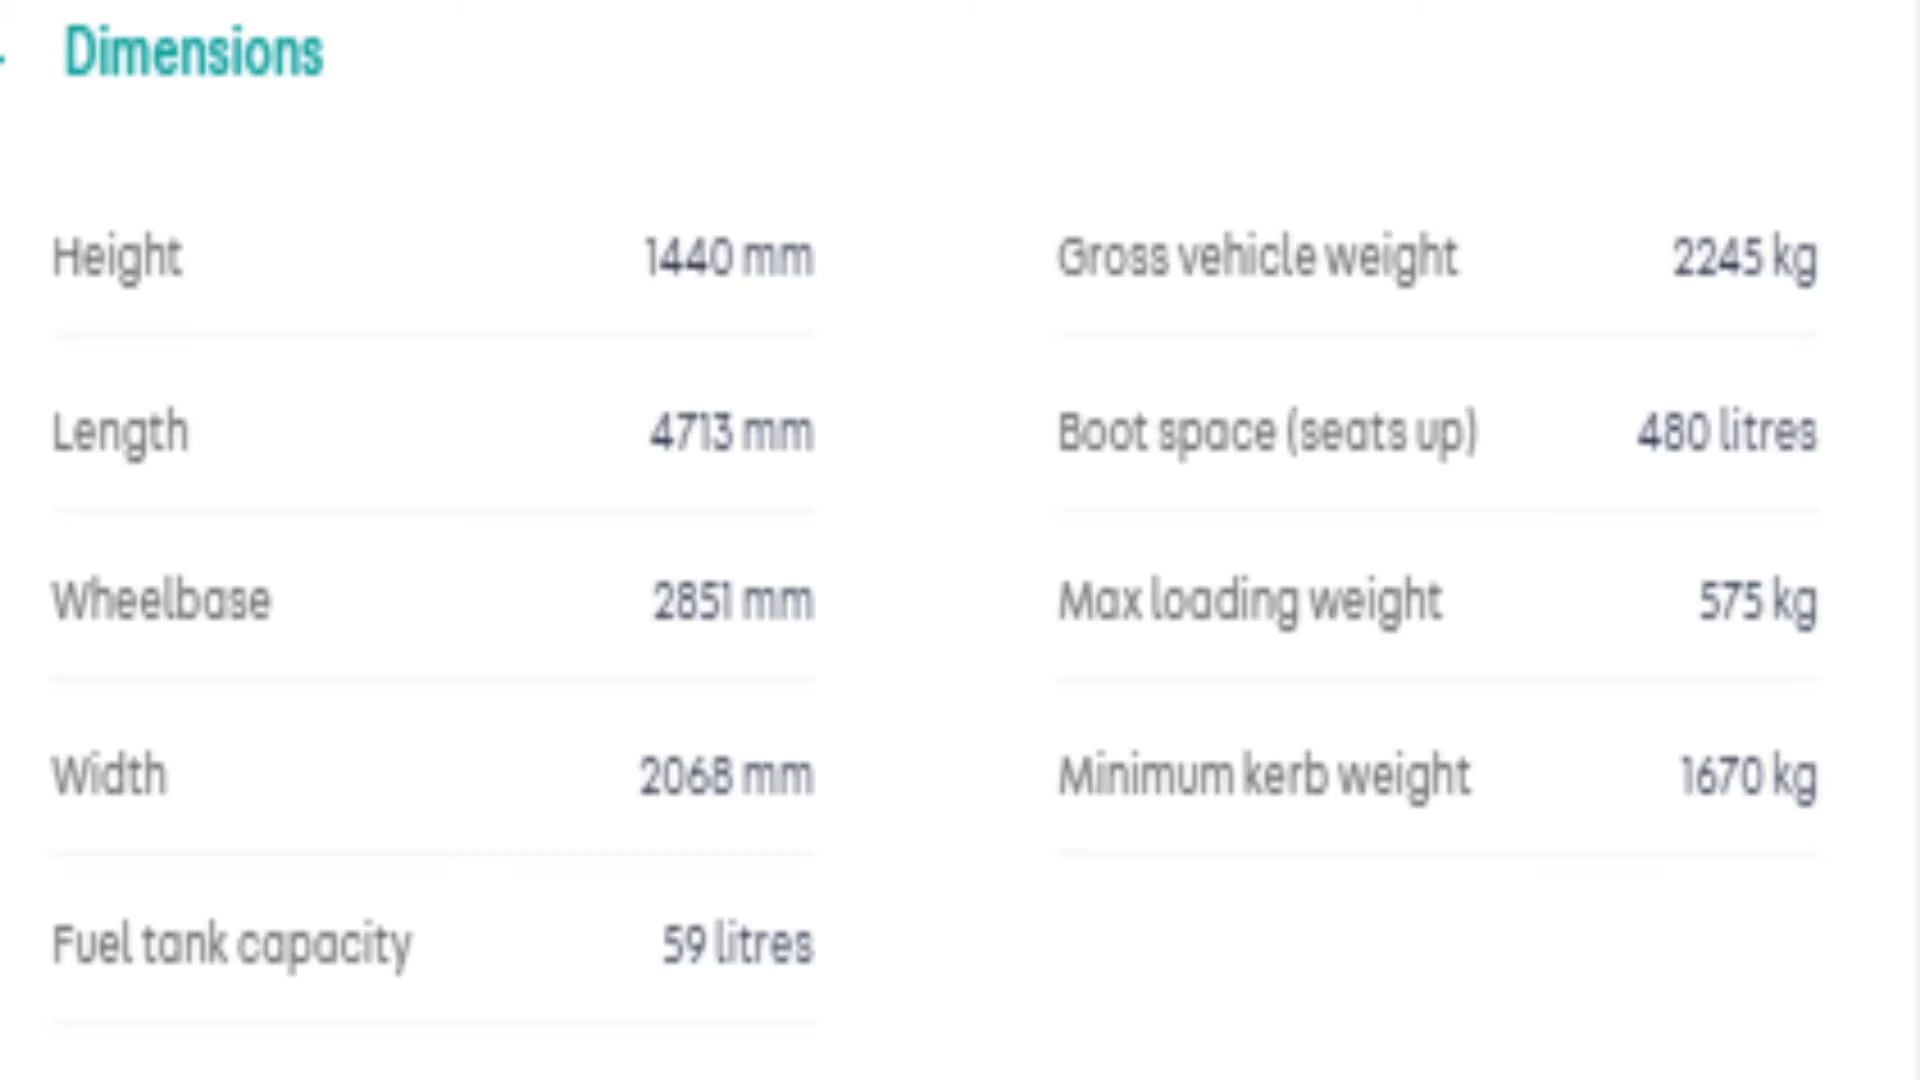 Dimensions
Height 1440 mm
Length 4713 mm
Wheelbase 2851 mm
Width 2068 mm
Fuel tank capacity 59 litres
Gross vehicle weight 2245 kg
Boot space (seats up) 480 litres
Max loading weight 575 kg
Minimum kerb weight 1670 kg